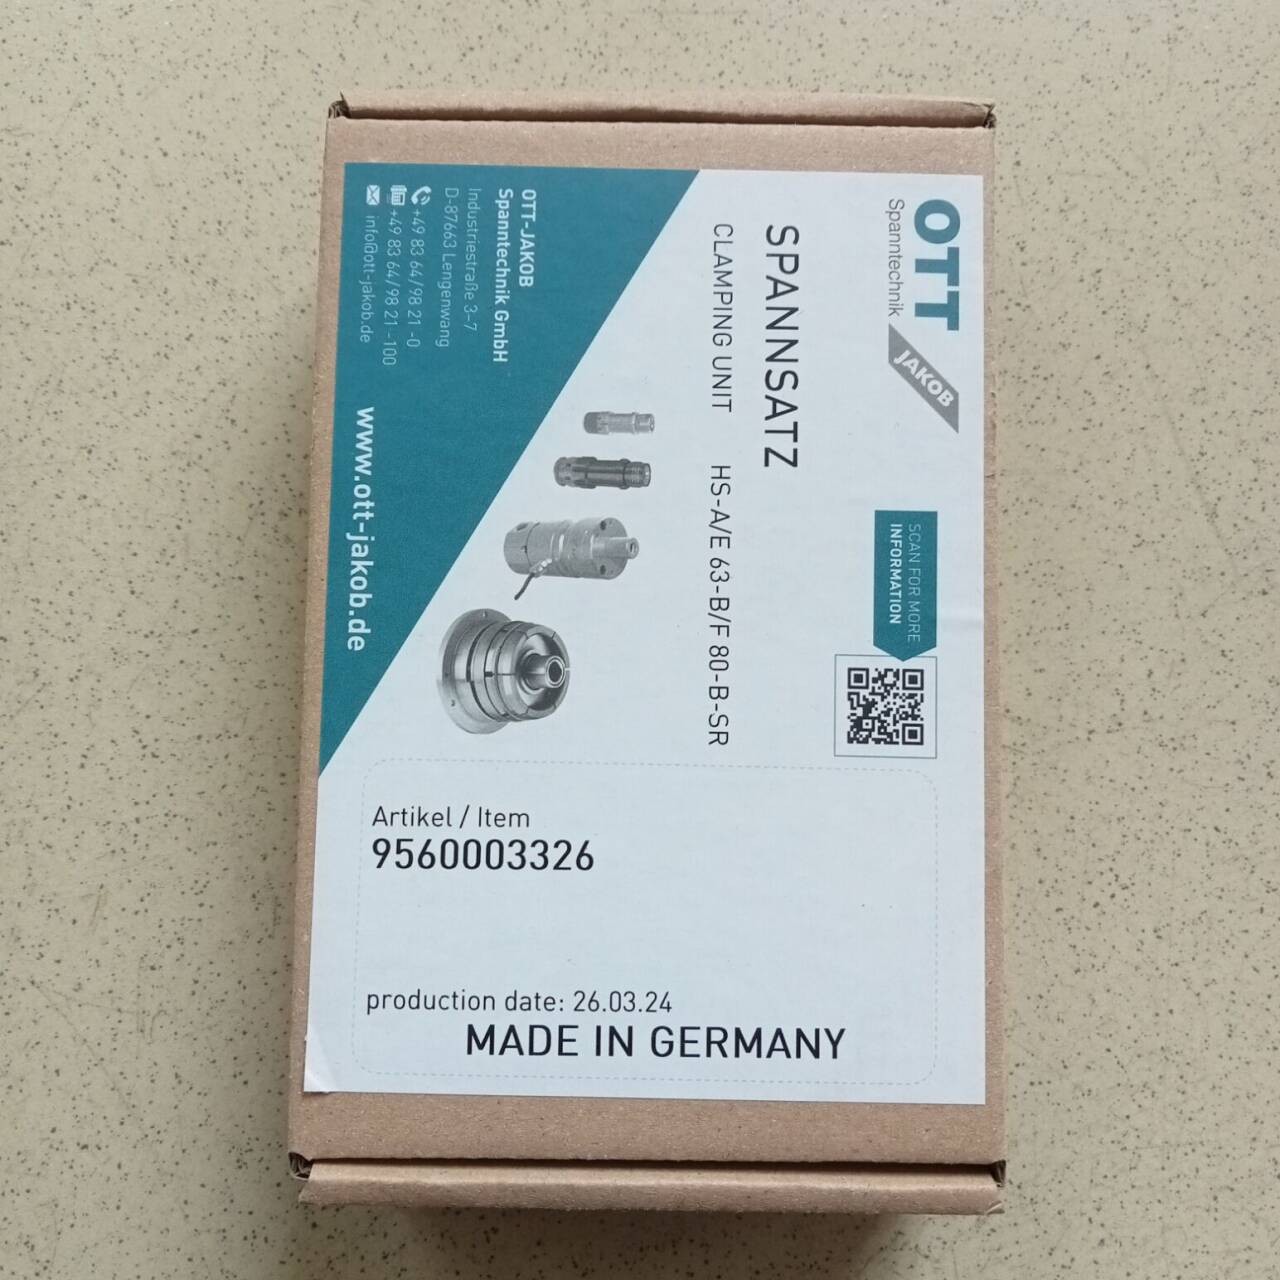 OTT
Spanntechnik
JAKOB
SPANNSATZ
CLAMPING UNIT HS-A/E 63-B/F 80-B-SR
SCAN FOR MORE
INFORMATION
OTT-JAKOB
Spanntechnik GmbH
Industriestraße 3–7
D-87663 Lengenwang
+49 83 64/98 21 -0
+49 83 64/98 21 -100
info@ott-jakob.de
www.ott-jakob.de
Artikel / Item
9560003326
production date: 26.03.24
MADE IN GERMANY